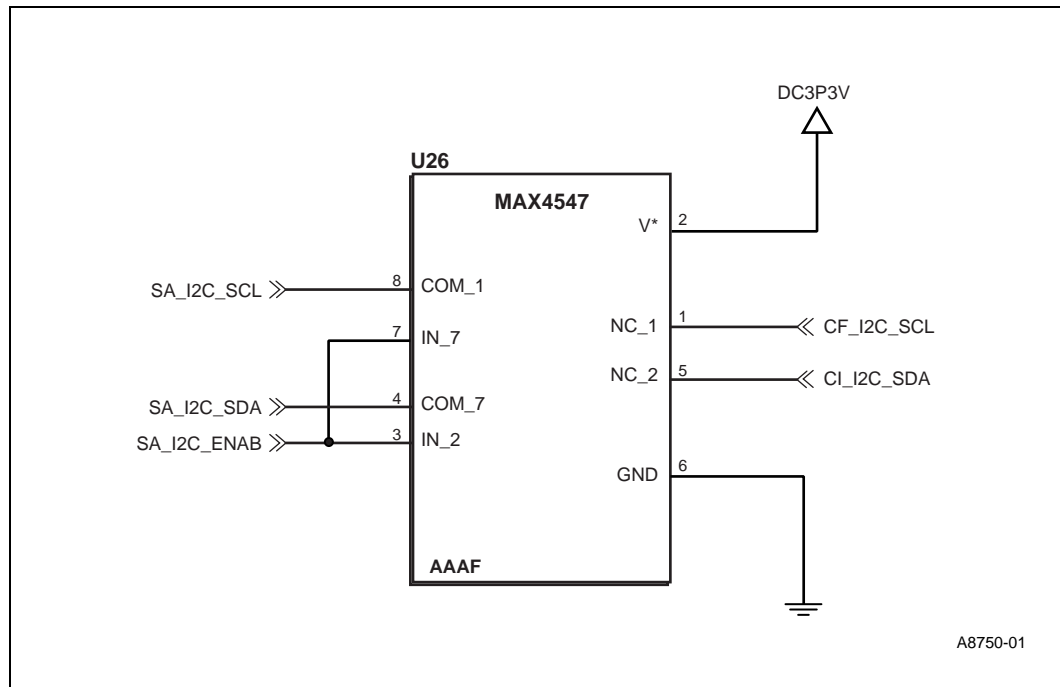 DC3P3V
U26
MAX4547
V* 2
SA_I2C_SCL 8 COM_1
7 IN_7
NC_1 1 CF_I2C_SCL
NC_2 5 CI_I2C_SDA
SA_I2C_SDA 4 COM_7
SA_I2C_ENAB 3 IN_2
GND 6
AAAF
A8750-01